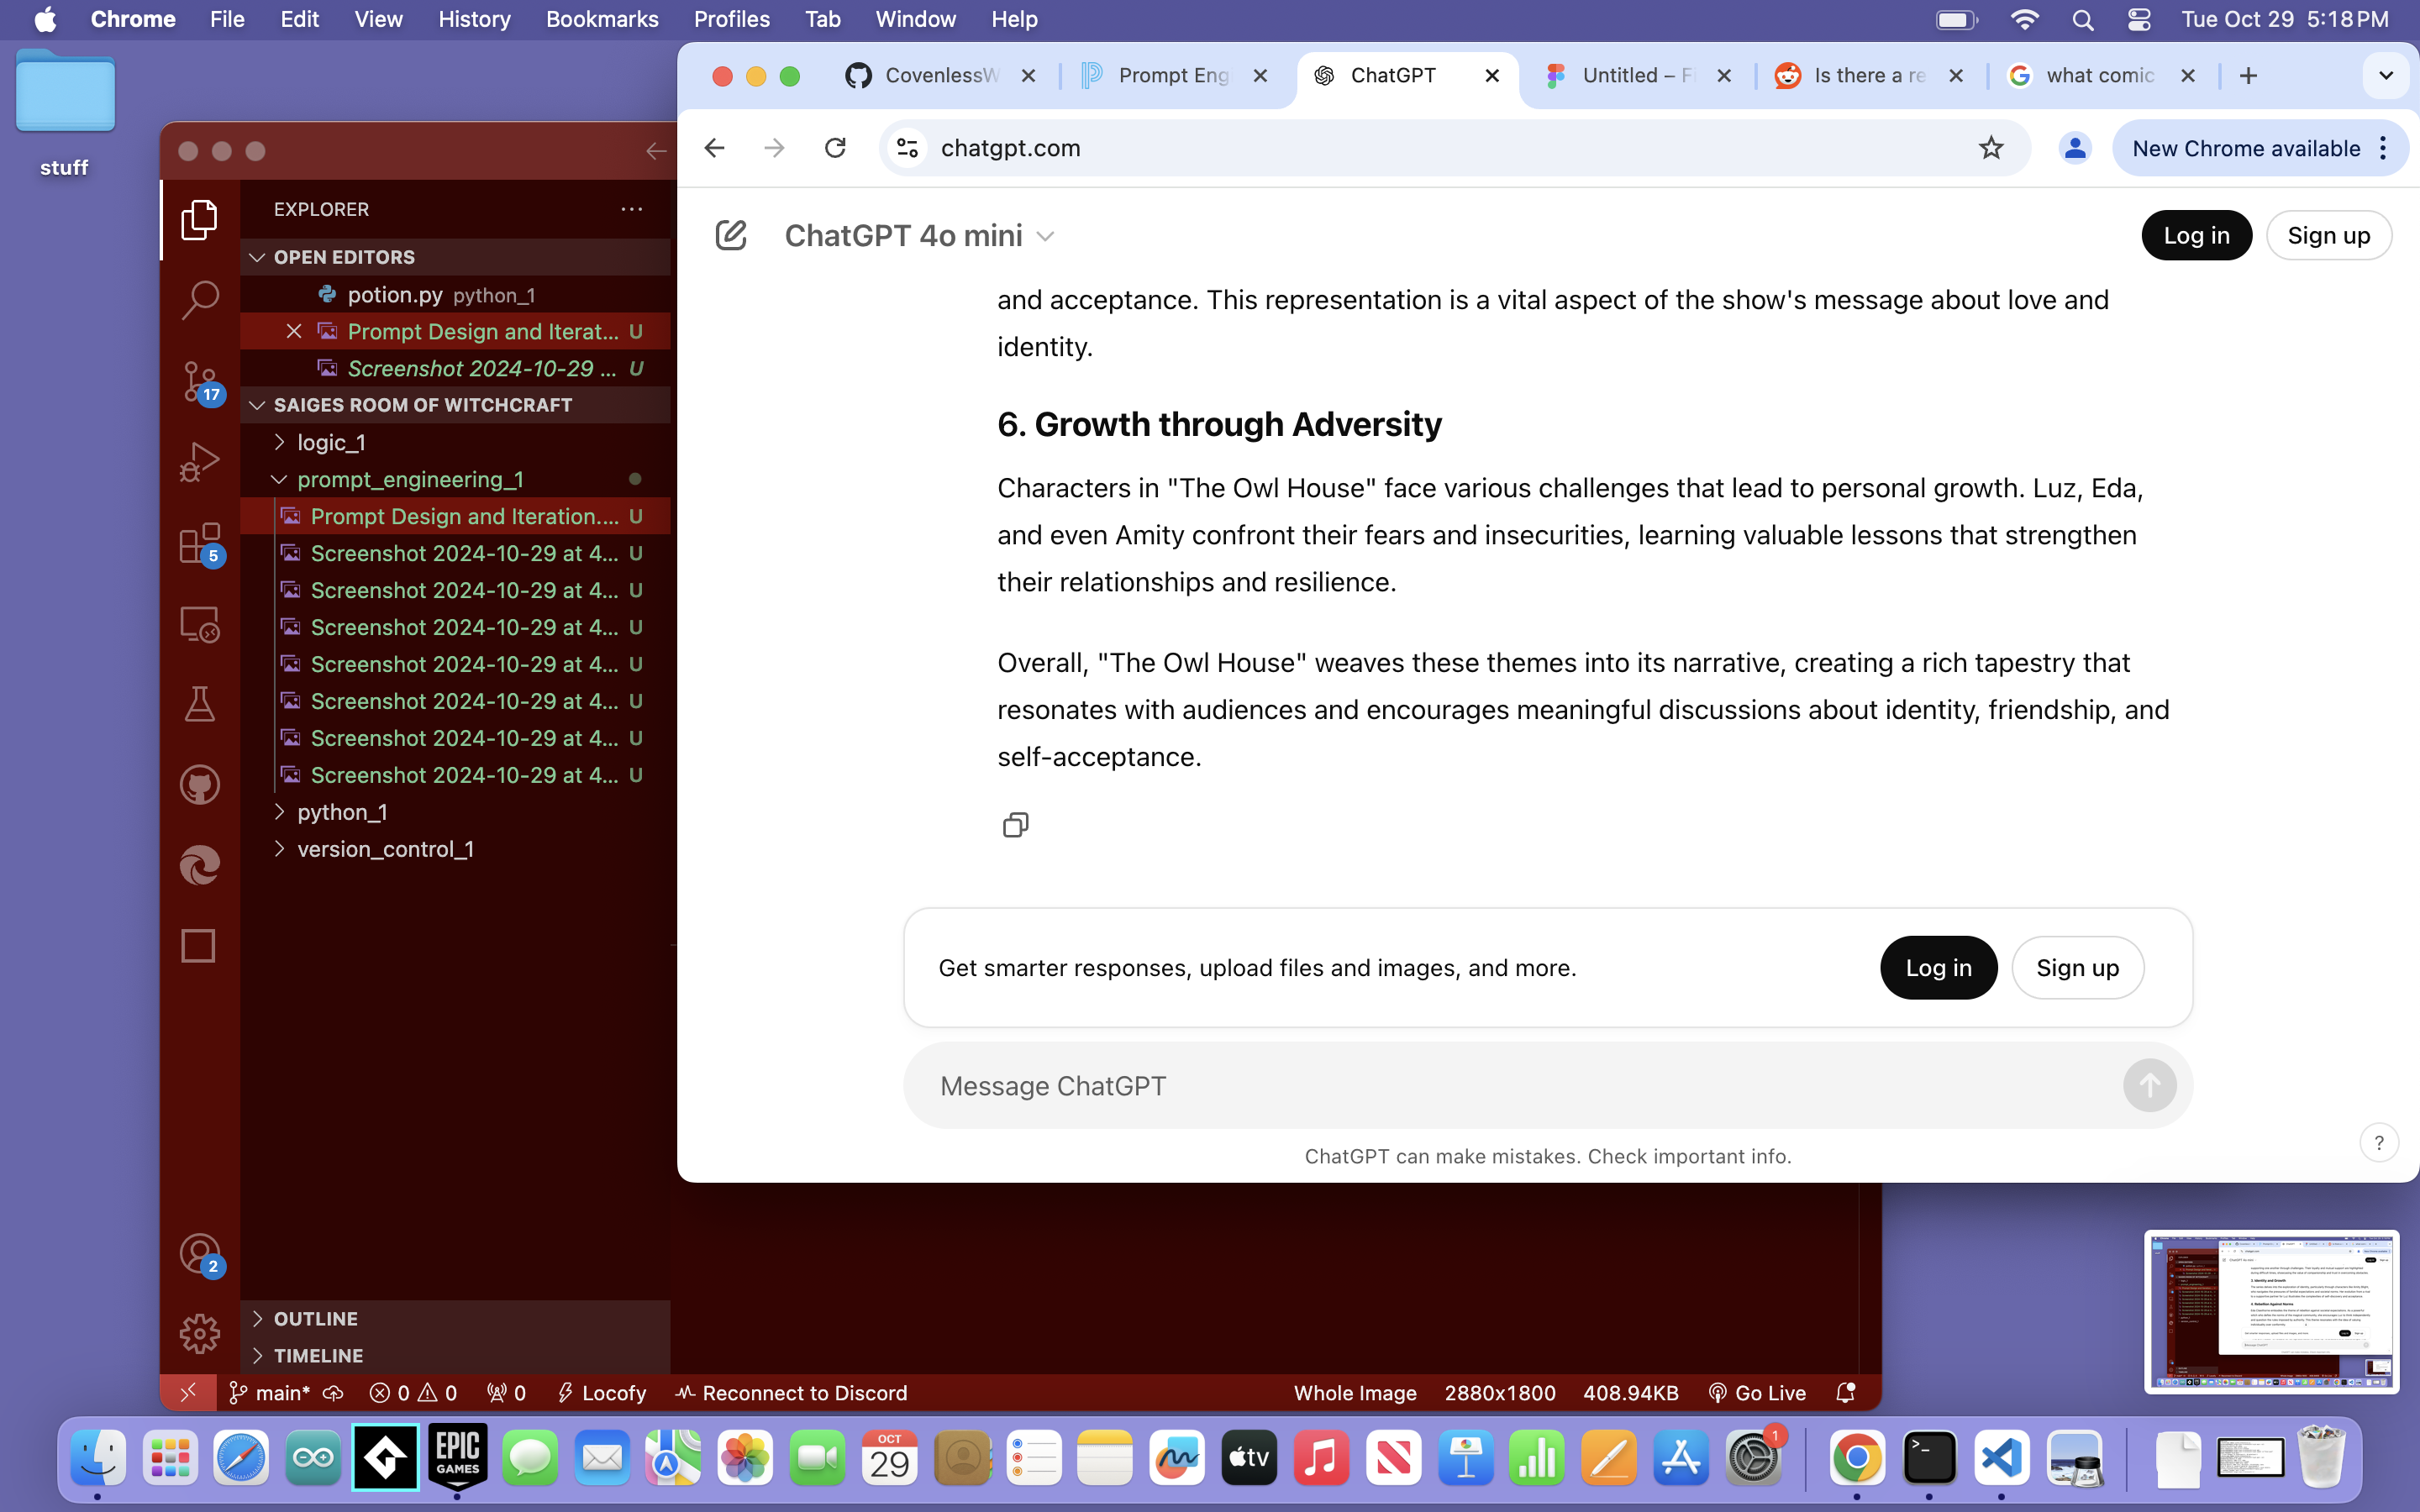 Chrome File Edit View History Bookmarks Profiles Tab Window Help Tue Oct 29 5:18 PM
stuff
CovenlessW Prompt Eng ChatGPT Untitled – Fi Is there a re what comic
chatgpt.com New Chrome available
ChatGPT 4o mini Log in Sign up
EXPLORER
OPEN EDITORS
potion.py python_1
Prompt Design and Iterat... U
Screenshot 2024-10-29 ... U
SAIGES ROOM OF WITCHCRAFT
logic_1
prompt_engineering_1
Prompt Design and Iteration.... U
Screenshot 2024-10-29 at 4... U
Screenshot 2024-10-29 at 4... U
Screenshot 2024-10-29 at 4... U
Screenshot 2024-10-29 at 4... U
Screenshot 2024-10-29 at 4... U
Screenshot 2024-10-29 at 4... U
Screenshot 2024-10-29 at 4... U
python_1
version_control_1
17
5
2
OUTLINE
TIMELINE
and acceptance. This representation is a vital aspect of the show's message about love and
identity.
6. Growth through Adversity
Characters in "The Owl House" face various challenges that lead to personal growth. Luz, Eda,
and even Amity confront their fears and insecurities, learning valuable lessons that strengthen
their relationships and resilience.
Overall, "The Owl House" weaves these themes into its narrative, creating a rich tapestry that
resonates with audiences and encourages meaningful discussions about identity, friendship, and
self-acceptance.
Get smarter responses, upload files and images, and more. Log in Sign up
Message ChatGPT
ChatGPT can make mistakes. Check important info.
?
main* 0 0 0 Locofy Reconnect to Discord Whole Image 2880x1800 408.94KB Go Live
EPIC
GAMES
OCT
29
tv
1